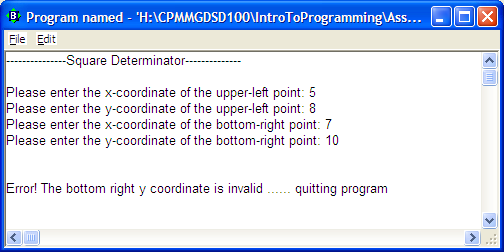 Program named - 'H:\CPMMGDSD100\IntroToProgramming\Ass...
File Edit
---------------Square Determinator--------------
Please enter the x-coordinate of the upper-left point: 5
Please enter the y-coordinate of the upper-left point: 8
Please enter the x-coordinate of the bottom-right point: 7
Please enter the y-coordinate of the bottom-right point: 10
Error! The bottom right y coordinate is invalid ...... quitting program